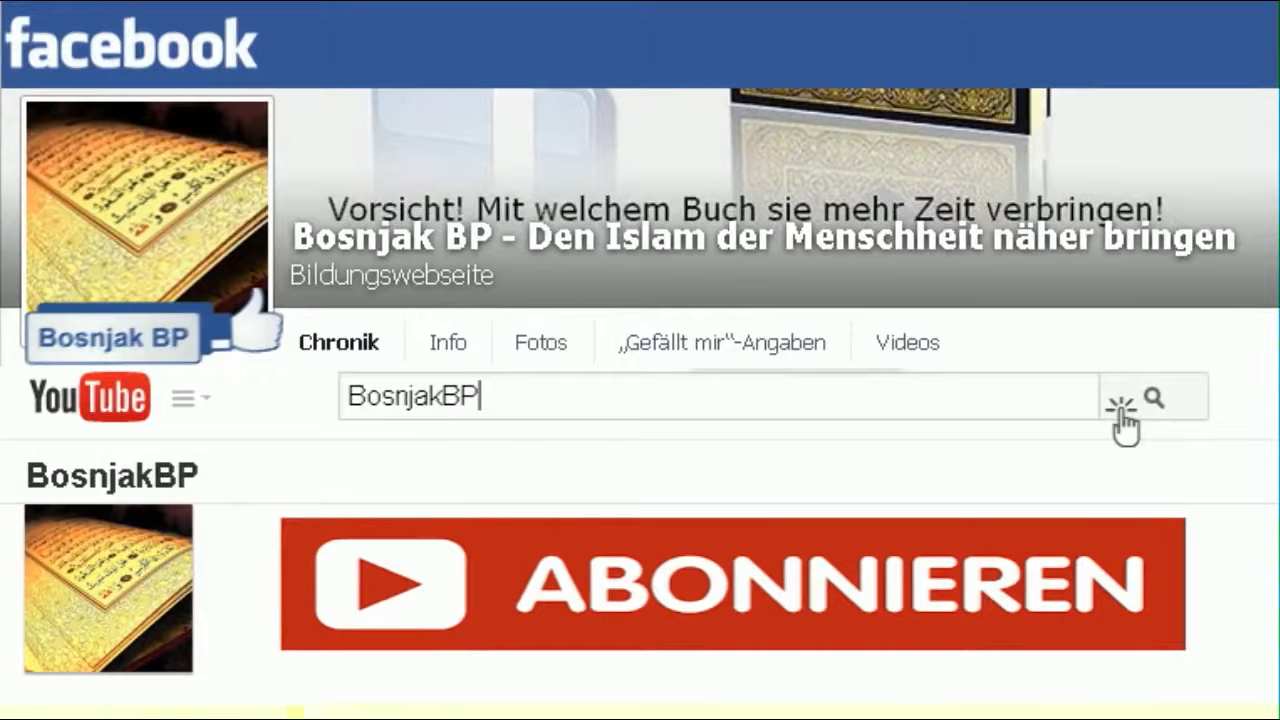 facebook
Vorsicht! Mit welchem Buch sie mehr Zeit verbringen!
Bosnjak BP - Den Islam der Menschheit näher bringen
Bildungswebseite
Bosnjak BP
Chronik
Info
Fotos
„Gefällt mir“-Angaben
Videos
YouTube
BosnjakBP
BosnjakBP
ABONNIEREN